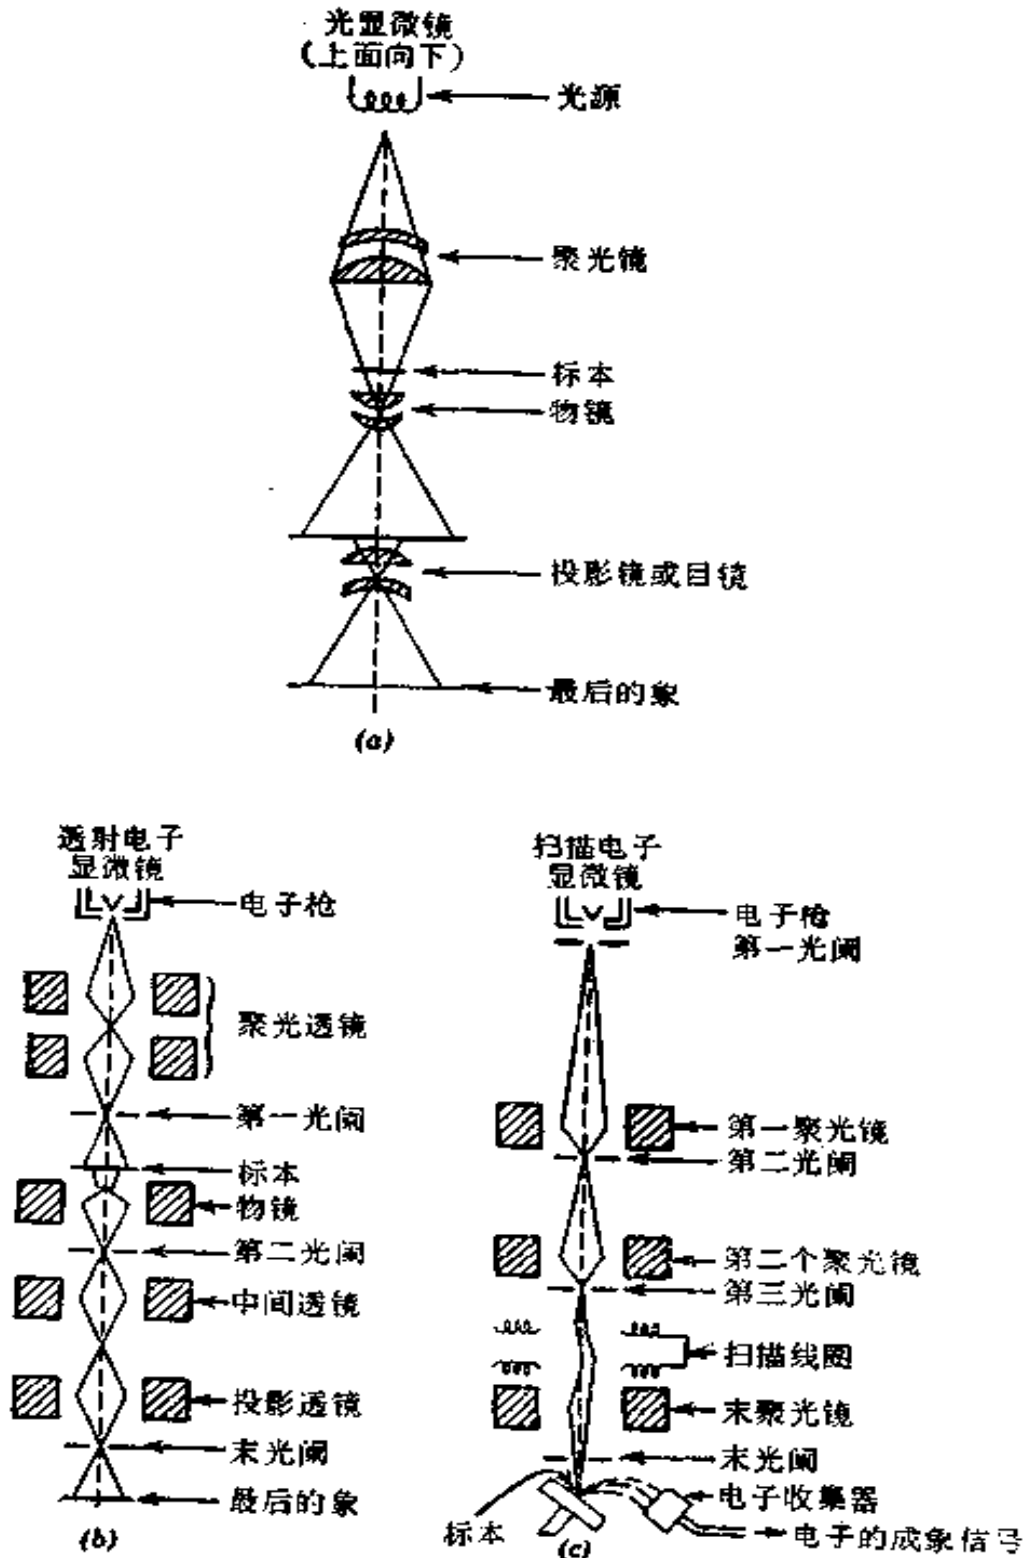 光显微镜
(上面向下)
光源
聚光镜
标本
物镜
投影镜或目镜
最后的象
(a)
透射电子
显微镜
电子枪
聚光透镜
第一光阑
标本
物镜
第二光阑
中间透镜
投影透镜
末光阑
最后的象
(b)
扫描电子
显微镜
电子枪
第一光阑
第一聚光镜
第二光阑
第二个聚光镜
第三光阑
扫描线圈
末聚光镜
末光阑
电子收集器
电子的成象信号
标本
(c)